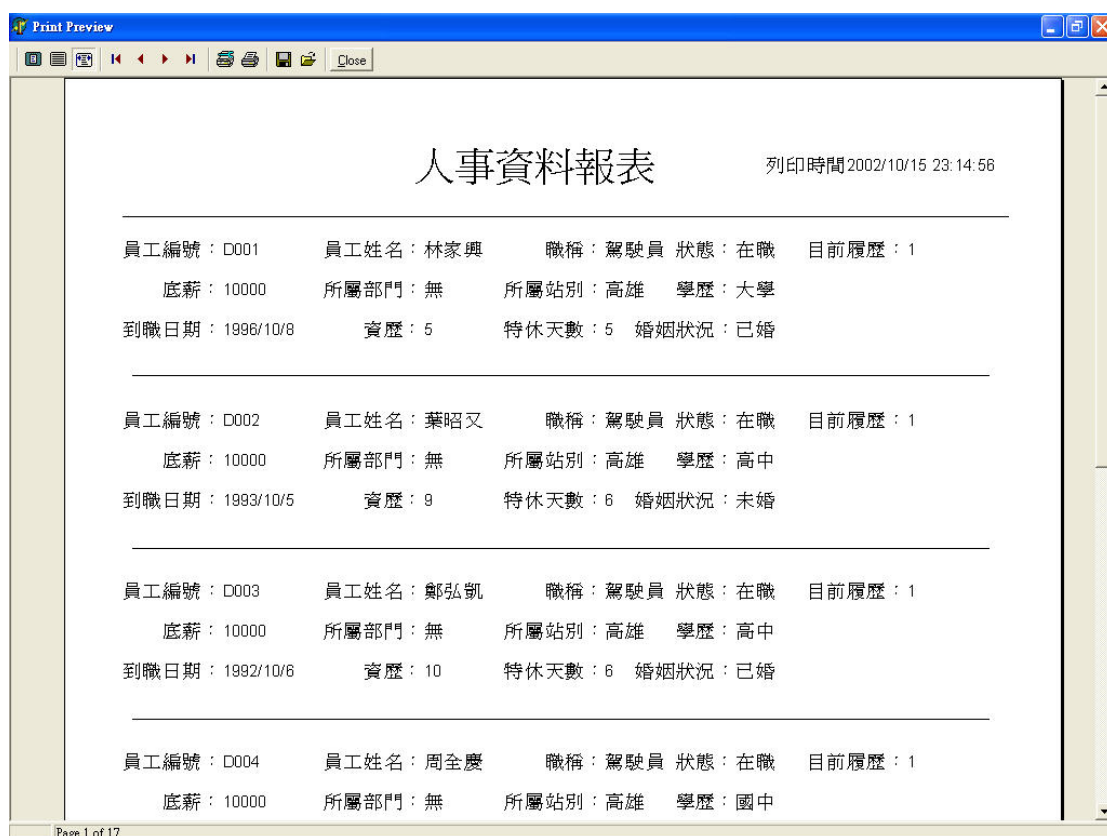 Print Preview
Close
人事資料報表 列印時間2002/10/15 23:14:56
員工編號：D001 員工姓名：林家興 職稱：駕駛員 狀態：在職 目前履歷：1
底薪：10000 所屬部門：無 所屬站別：高雄 學歷：大學
到職日期：1996/10/8 資歷：5 特休天數：5 婚姻狀況：已婚
員工編號：D002 員工姓名：葉昭又 職稱：駕駛員 狀態：在職 目前履歷：1
底薪：10000 所屬部門：無 所屬站別：高雄 學歷：高中
到職日期：1993/10/5 資歷：9 特休天數：6 婚姻狀況：未婚
員工編號：D003 員工姓名：鄭弘凱 職稱：駕駛員 狀態：在職 目前履歷：1
底薪：10000 所屬部門：無 所屬站別：高雄 學歷：高中
到職日期：1992/10/6 資歷：10 特休天數：6 婚姻狀況：已婚
員工編號：D004 員工姓名：周全慶 職稱：駕駛員 狀態：在職 目前履歷：1
底薪：10000 所屬部門：無 所屬站別：高雄 學歷：國中
Page 1 of 17